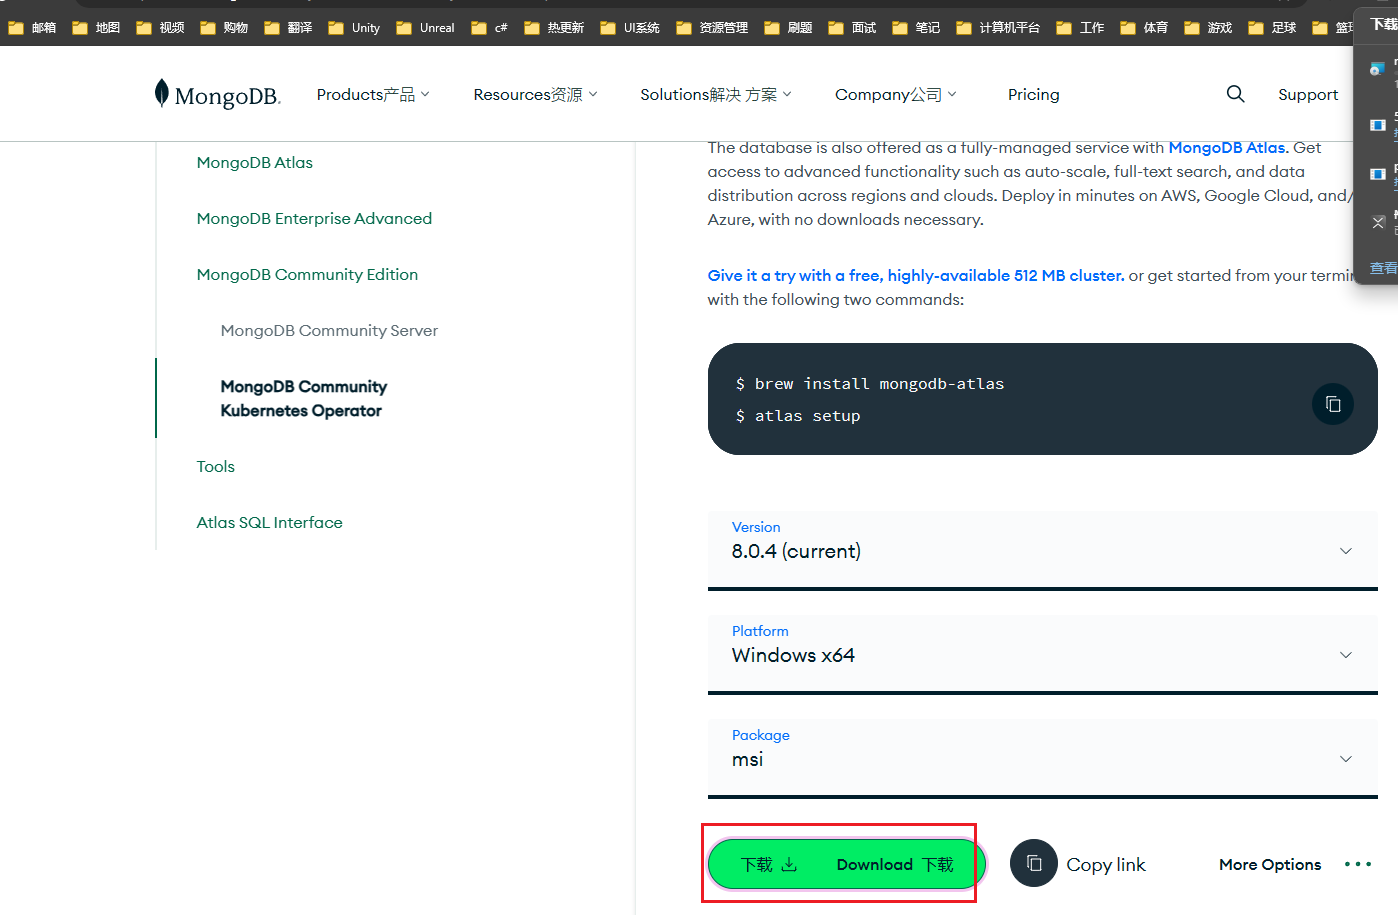 邮箱 地图 视频 购物 翻译 Unity Unreal c# 热更新 UI系统 资源管理 刷题 面试 笔记 计算机平台 工作 体育 游戏 足球
下载
MongoDB.
Products产品
Resources资源
Solutions解决 方案
Company公司
Pricing
Support
查看
MongoDB Atlas
MongoDB Enterprise Advanced
MongoDB Community Edition
MongoDB Community Server
MongoDB Community
Kubernetes Operator
Tools
Atlas SQL Interface
The database is also offered as a fully-managed service with MongoDB Atlas. Get
access to advanced functionality such as auto-scale, full-text search, and data
distribution across regions and clouds. Deploy in minutes on AWS, Google Cloud, and/
Azure, with no downloads necessary.
Give it a try with a free, highly-available 512 MB cluster. or get started from your termin
with the following two commands:
$ brew install mongodb-atlas
$ atlas setup
Version
8.0.4 (current)
Platform
Windows x64
Package
msi
下载 Download 下载
Copy link
More Options